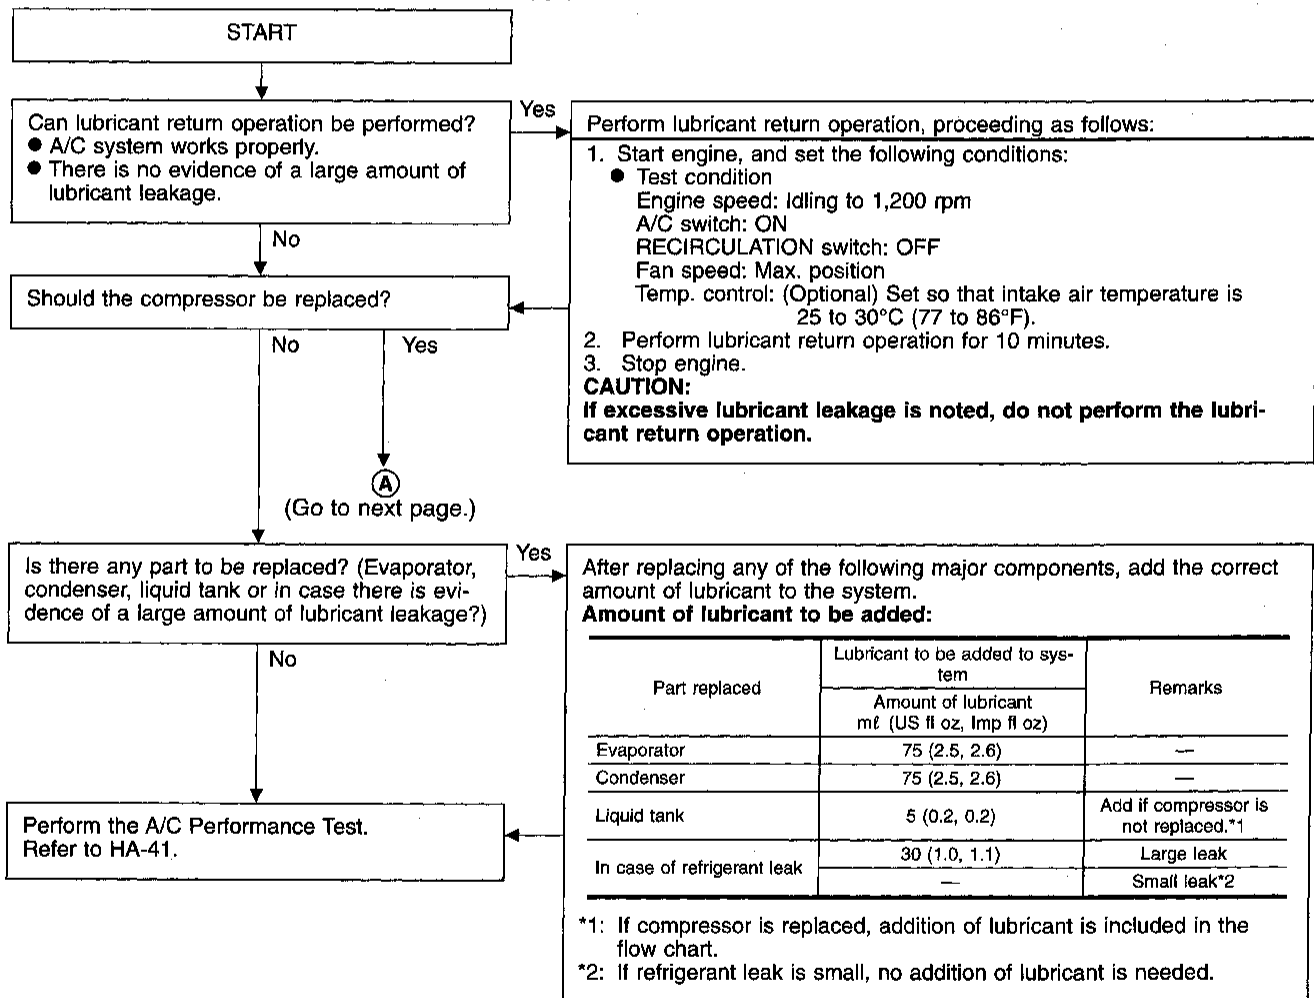 START
Can lubricant return operation be performed?
● A/C system works properly.
● There is no evidence of a large amount of
lubricant leakage.
Yes
Perform lubricant return operation, proceeding as follows:
1. Start engine, and set the following conditions:
● Test condition
Engine speed: Idling to 1,200 rpm
A/C switch: ON
RECIRCULATION switch: OFF
Fan speed: Max. position
Temp. control: (Optional) Set so that intake air temperature is
25 to 30°C (77 to 86°F).
2. Perform lubricant return operation for 10 minutes.
3. Stop engine.
CAUTION:
If excessive lubricant leakage is noted, do not perform the lubri-
cant return operation.
No
Should the compressor be replaced?
No
Yes
A
(Go to next page.)
Is there any part to be replaced? (Evaporator,
condenser, liquid tank or in case there is evi-
dence of a large amount of lubricant leakage?)
Yes
After replacing any of the following major components, add the correct
amount of lubricant to the system.
Amount of lubricant to be added:
Part replaced
Lubricant to be added to sys-
tem
Amount of lubricant
mℓ (US fl oz, Imp fl oz)
Remarks
Evaporator 75 (2.5, 2.6) —
Condenser 75 (2.5, 2.6) —
Liquid tank 5 (0.2, 0.2) Add if compressor is
not replaced.*1
In case of refrigerant leak 30 (1.0, 1.1) Large leak
— Small leak*2
*1: If compressor is replaced, addition of lubricant is included in the
flow chart.
*2: If refrigerant leak is small, no addition of lubricant is needed.
No
Perform the A/C Performance Test.
Refer to HA-41.